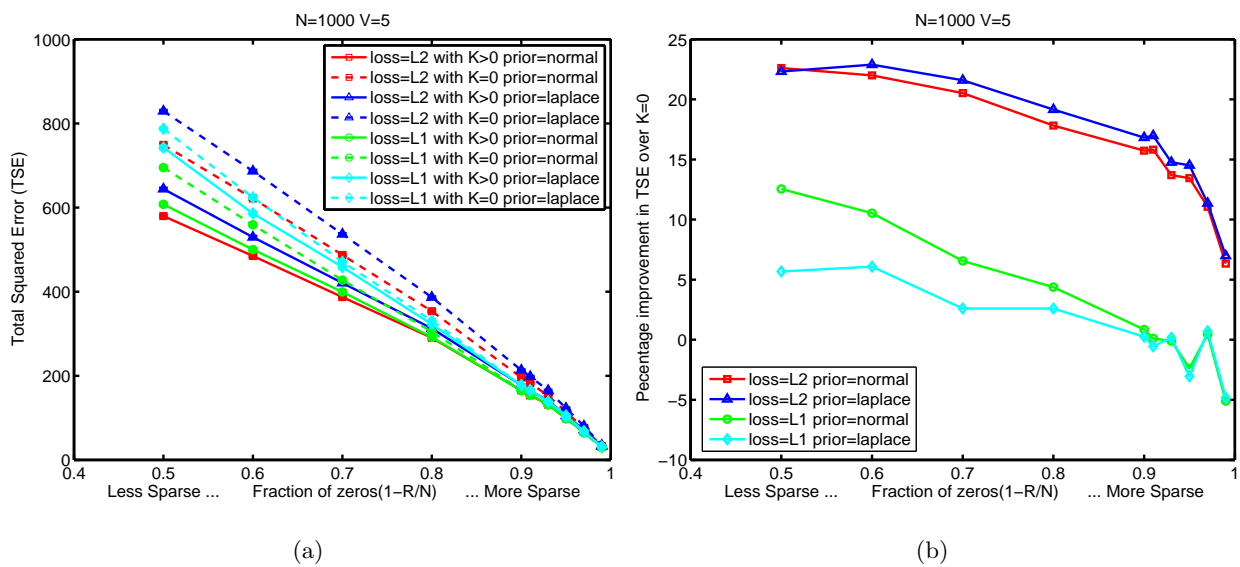 N=1000 V=5
1000
800
600
400
200
0
Total Squared Error (TSE)
loss=L2 with K>0 prior=normal
loss=L2 with K=0 prior=normal
loss=L2 with K>0 prior=laplace
loss=L2 with K=0 prior=laplace
loss=L1 with K>0 prior=normal
loss=L1 with K=0 prior=normal
loss=L1 with K>0 prior=laplace
loss=L1 with K=0 prior=laplace
0.4 0.5 0.6 0.7 0.8 0.9 1
Less Sparse ... Fraction of zeros(1−R/N) ... More Sparse
(a)
N=1000 V=5
25
20
15
10
5
0
−5
−10
Pecentage improvement in TSE over K=0
loss=L2 prior=normal
loss=L2 prior=laplace
loss=L1 prior=normal
loss=L1 prior=laplace
0.4 0.5 0.6 0.7 0.8 0.9 1
Less Sparse ... Fraction of zeros(1−R/N) ... More Sparse
(b)